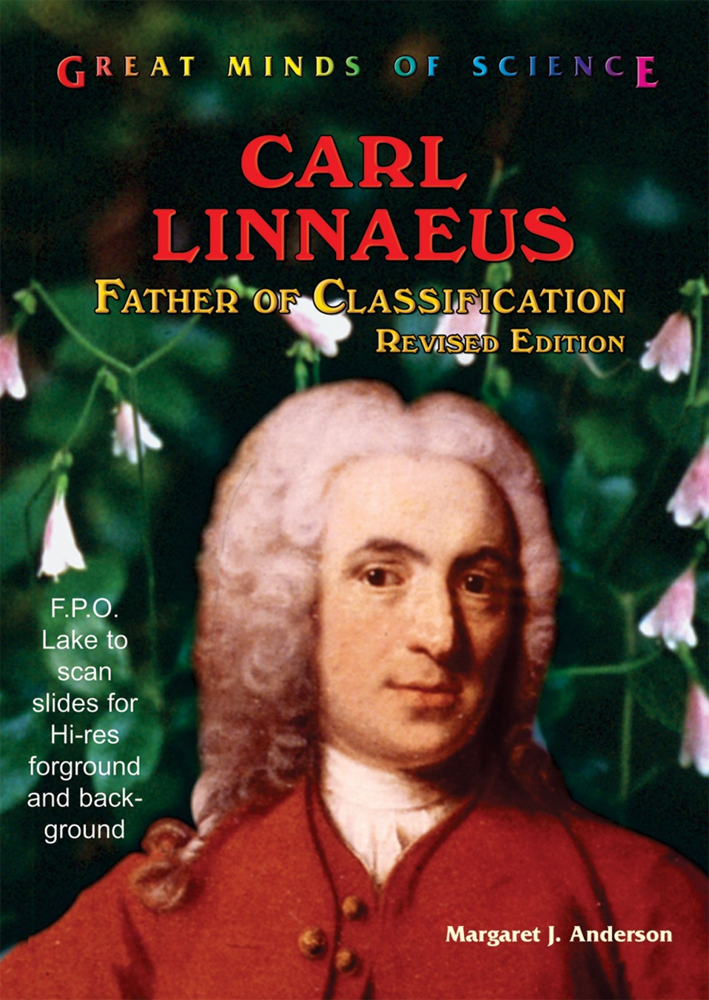 GREAT MINDS OF SCIENCE
CARL
LINNAEUS
FATHER OF CLASSIFICATION
REVISED EDITION
F.P.O.
Lake to
scan
slides for
Hi-res
forground
and back-
ground
Margaret J. Anderson